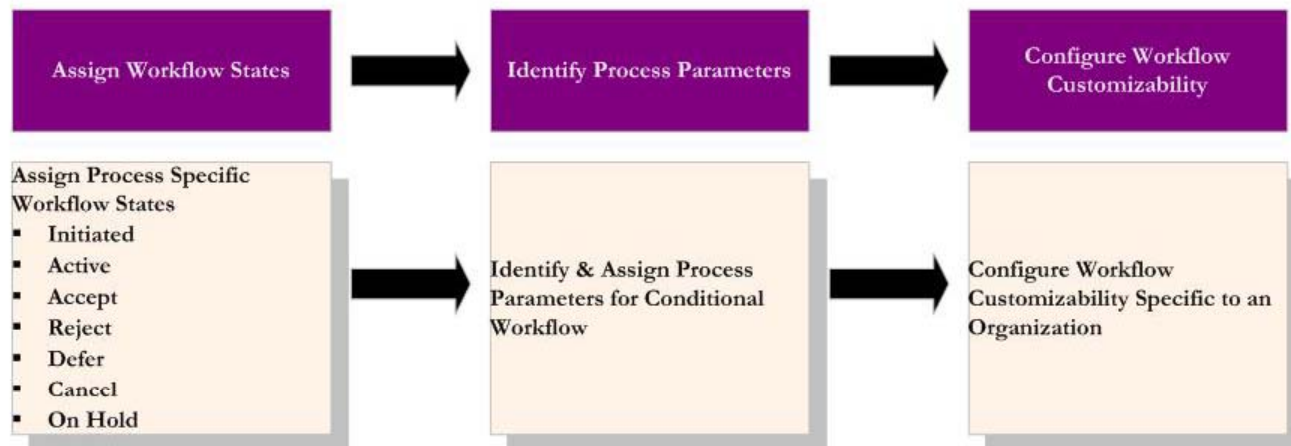 Assign Workflow States
Identify Process Parameters
Configure Workflow
Customizability
Assign Process Specific
Workflow States
▪ Initiated
▪ Active
▪ Accept
▪ Reject
▪ Defer
▪ Cancel
▪ On Hold
Identify & Assign Process
Parameters for Conditional
Workflow
Configure Workflow
Customizability Specific to an
Organization